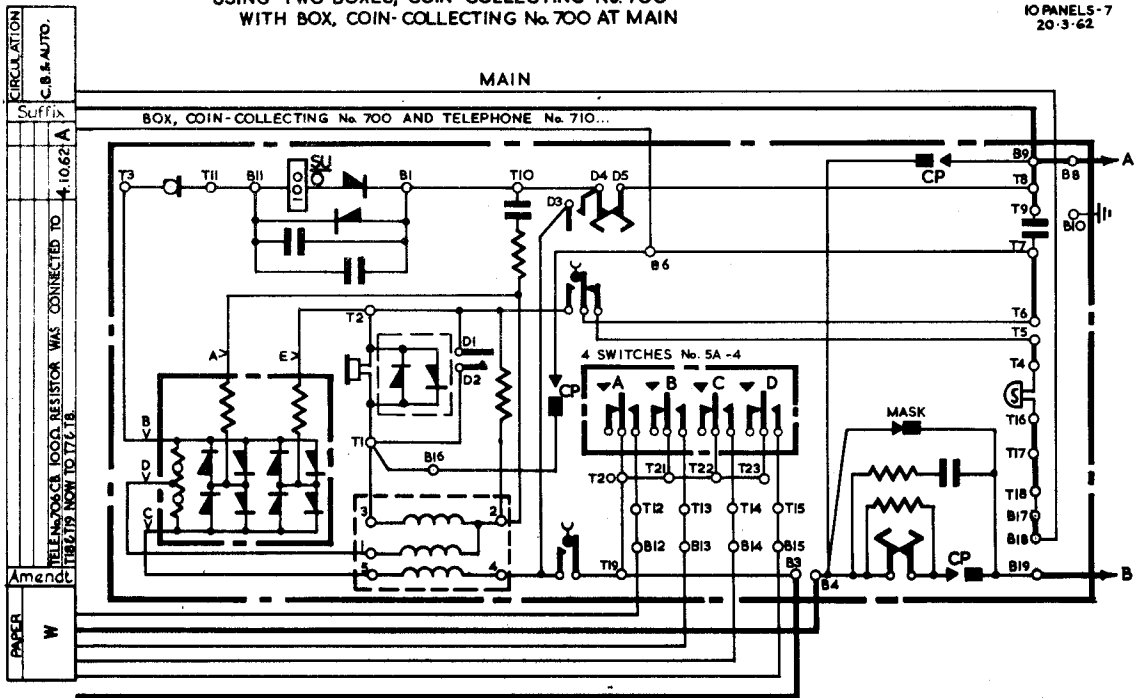 USING TWO BOXES, COIN-COLLECTING No. 700
WITH BOX, COIN-COLLECTING No. 700 AT MAIN
10 PANELS-7
20·3·62
CIRCULATION
C.B. & AUTO.
Suffix
A
4.10.62
TELE.No.706CB 100Ω RESISTOR WAS CONNECTED TO
T18 & T19 NOW TO T7 & T8.
Amendt
PAPER
W
MAIN
BOX, COIN-COLLECTING No. 700 AND TELEPHONE No. 710...
B9
A
B8
CP
T3
T11
B11
100
B1
T10
D4 D5
T8
D3
T9
B10
T7
B6
T2
T6
T5
A
E
D1
4 SWITCHES No. 5A-4
T4
D2
A B C D
CP
S
B
MASK
T16
T1
B16
T20
T21
T22
T23
T17
D
T18
C
3
2
T12
T13
T14
T15
B17
1
B12
B13
B14
B15
B18
5
4
T19
B3
B4
CP
B19
B